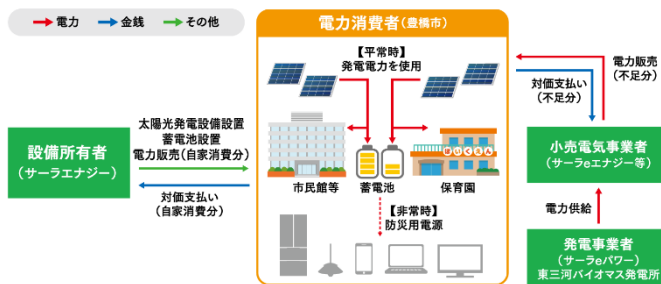 電力
金銭
その他
電力消費者(豊橋市)
【平常時】
発電電力を使用
市民館等
蓄電池
保育園
ほいくえん
【非常時】
防災用電源
設備所有者
(サーラエナジー)
太陽光発電設備設置
蓄電池設置
電力販売(自家消費分)
対価支払い
(自家消費分)
電力販売
(不足分)
対価支払い
(不足分)
小売電気事業者
(サーラeエナジー等)
電力供給
発電事業者
(サーラeパワー)
東三河バイオマス発電所